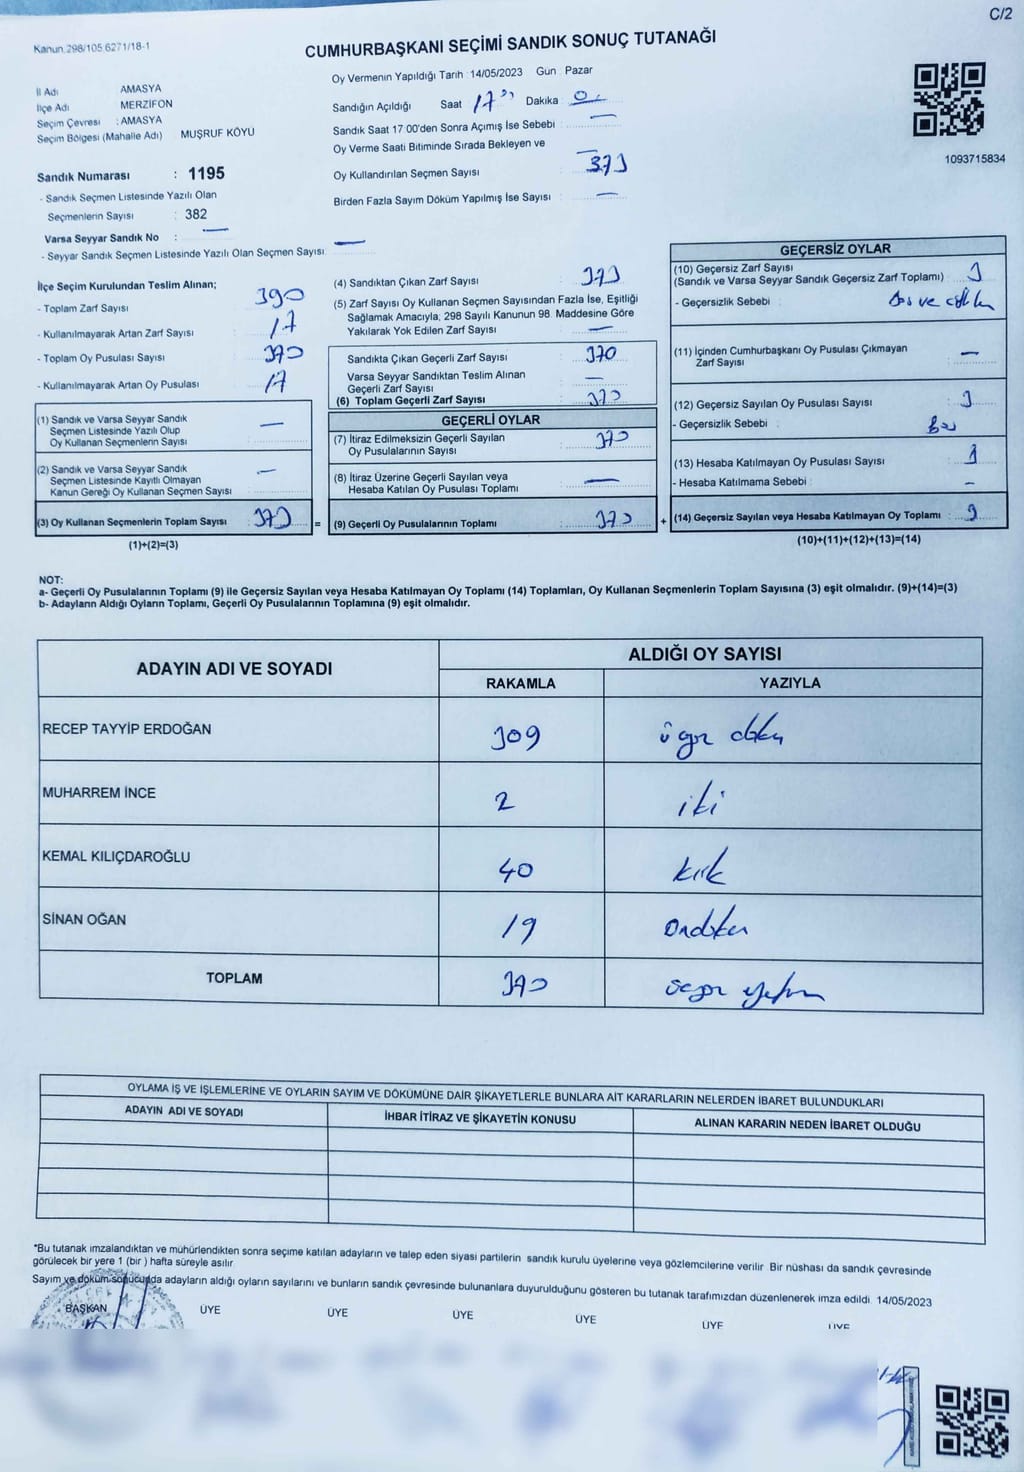 C/2
Kanun.298/105.6271/18-1
CUMHURBAŞKANI SEÇİMİ SANDIK SONUÇ TUTANAĞI
İl Adı AMASYA
İlçe Adı MERZİFON
Seçim Çevresi : AMASYA
Seçim Bölgesi (Mahalle Adı) MUŞRUF KÖYÜ
Sandık Numarası : 1195
- Sandık Seçmen Listesinde Yazılı Olan
Seçmenlerin Sayısı : 382
Varsa Seyyar Sandık No : —
- Seyyar Sandık Seçmen Listesinde Yazılı Olan Seçmen Sayısı —
Oy Vermenin Yapıldığı Tarih : 14/05/2023 Gün : Pazar
Sandığın Açıldığı Saat 17 Dakika
Sandık Saat 17:00'den Sonra Açımış İse Sebebi : —
Oy Verme Saati Bitiminde Sırada Bekleyen ve —
Oy Kullandırılan Seçmen Sayısı 373
Birden Fazla Sayım Döküm Yapılmış İse Sayısı —
1093715834
İlçe Seçim Kurulundan Teslim Alınan;
- Toplam Zarf Sayısı : 390
- Kullanılmayarak Artan Zarf Sayısı : 17
- Toplam Oy Pusulası Sayısı :
- Kullanılmayarak Artan Oy Pusulası : 17
(1) Sandık ve Varsa Seyyar Sandık
Seçmen Listesinde Yazılı Olup
Oy Kullanan Seçmenlerin Sayısı —
(2) Sandık ve Varsa Seyyar Sandık
Seçmen Listesinde Kayıtlı Olmayan
Kanun Gereği Oy Kullanan Seçmen Sayısı —
(3) Oy Kullanan Seçmenlerin Toplam Sayısı 373 =
(1)+(2)=(3)
(4) Sandıktan Çıkan Zarf Sayısı : 373
(5) Zarf Sayısı Oy Kullanan Seçmen Sayısından Fazla İse, Eşitliği
Sağlamak Amacıyla; 298 Sayılı Kanunun 98. Maddesine Göre
Yakılarak Yok Edilen Zarf Sayısı : —
Sandıkta Çıkan Geçerli Zarf Sayısı : 370
Varsa Seyyar Sandıktan Teslim Alınan
Geçerli Zarf Sayısı : —
(6) Toplam Geçerli Zarf Sayısı : 370
GEÇERLİ OYLAR
(7) İtiraz Edilmeksizin Geçerli Sayılan
Oy Pusulalarının Sayısı : 370
(8) İtiraz Üzerine Geçerli Sayılan veya
Hesaba Katılan Oy Pusulası Toplamı : —
(9) Geçerli Oy Pusulalarının Toplamı : 370 +
GEÇERSİZ OYLAR
(10) Geçersiz Zarf Sayısı
(Sandık ve Varsa Seyyar Sandık Geçersiz Zarf Toplamı) :
- Geçersizlik Sebebi :
(11) İçinden Cumhurbaşkanı Oy Pusulası Çıkmayan
Zarf Sayısı : —
(12) Geçersiz Sayılan Oy Pusulası Sayısı :
- Geçersizlik Sebebi :
(13) Hesaba Katılmayan Oy Pusulası Sayısı :
- Hesaba Katılmama Sebebi : –
(14) Geçersiz Sayılan veya Hesaba Katılmayan Oy Toplamı :
(10)+(11)+(12)+(13)=(14)
NOT:
a- Geçerli Oy Pusulalarının Toplamı (9) ile Geçersiz Sayılan veya Hesaba Katılmayan Oy Toplamı (14) Toplamları, Oy Kullanan Seçmenlerin Toplam Sayısına (3) eşit olmalıdır. (9)+(14)=(3)
b- Adayların Aldığı Oyların Toplamı, Geçerli Oy Pusulalarının Toplamına (9) eşit olmalıdır.
ADAYIN ADI VE SOYADI ALDIĞI OY SAYISI
RAKAMLA YAZIYLA
RECEP TAYYİP ERDOĞAN 309 üçyüz dokuz
MUHARREM İNCE 2 iki
KEMAL KILIÇDAROĞLU 40 kırk
SİNAN OĞAN 19 Ondokuz
TOPLAM 370 üçyüz yetmiş
OYLAMA İŞ VE İŞLEMLERİNE VE OYLARIN SAYIM VE DÖKÜMÜNE DAİR ŞİKAYETLERLE BUNLARA AİT KARARLARIN NELERDEN İBARET BULUNDUKLARI
ADAYIN ADI VE SOYADI İHBAR İTİRAZ VE ŞİKAYETİN KONUSU ALINAN KARARIN NEDEN İBARET OLDUĞU
*Bu tutanak imzalandıktan ve mühürlendikten sonra seçime katılan adayların ve talep eden siyasi partilerin sandık kurulu üyelerine veya gözlemcilerine verilir. Bir nüshası da sandık çevresinde
görülecek bir yere 1 (bir) hafta süreyle asılır.
Sayım ve döküm sonucunda adayların aldığı oyların sayılarını ve bunların sandık çevresinde bulunanlara duyurulduğunu gösteren bu tutanak tarafımızdan düzenlenerek imza edildi. 14/05/2023
BAŞKAN ÜYE ÜYE ÜYE ÜYE ÜYE ÜYE